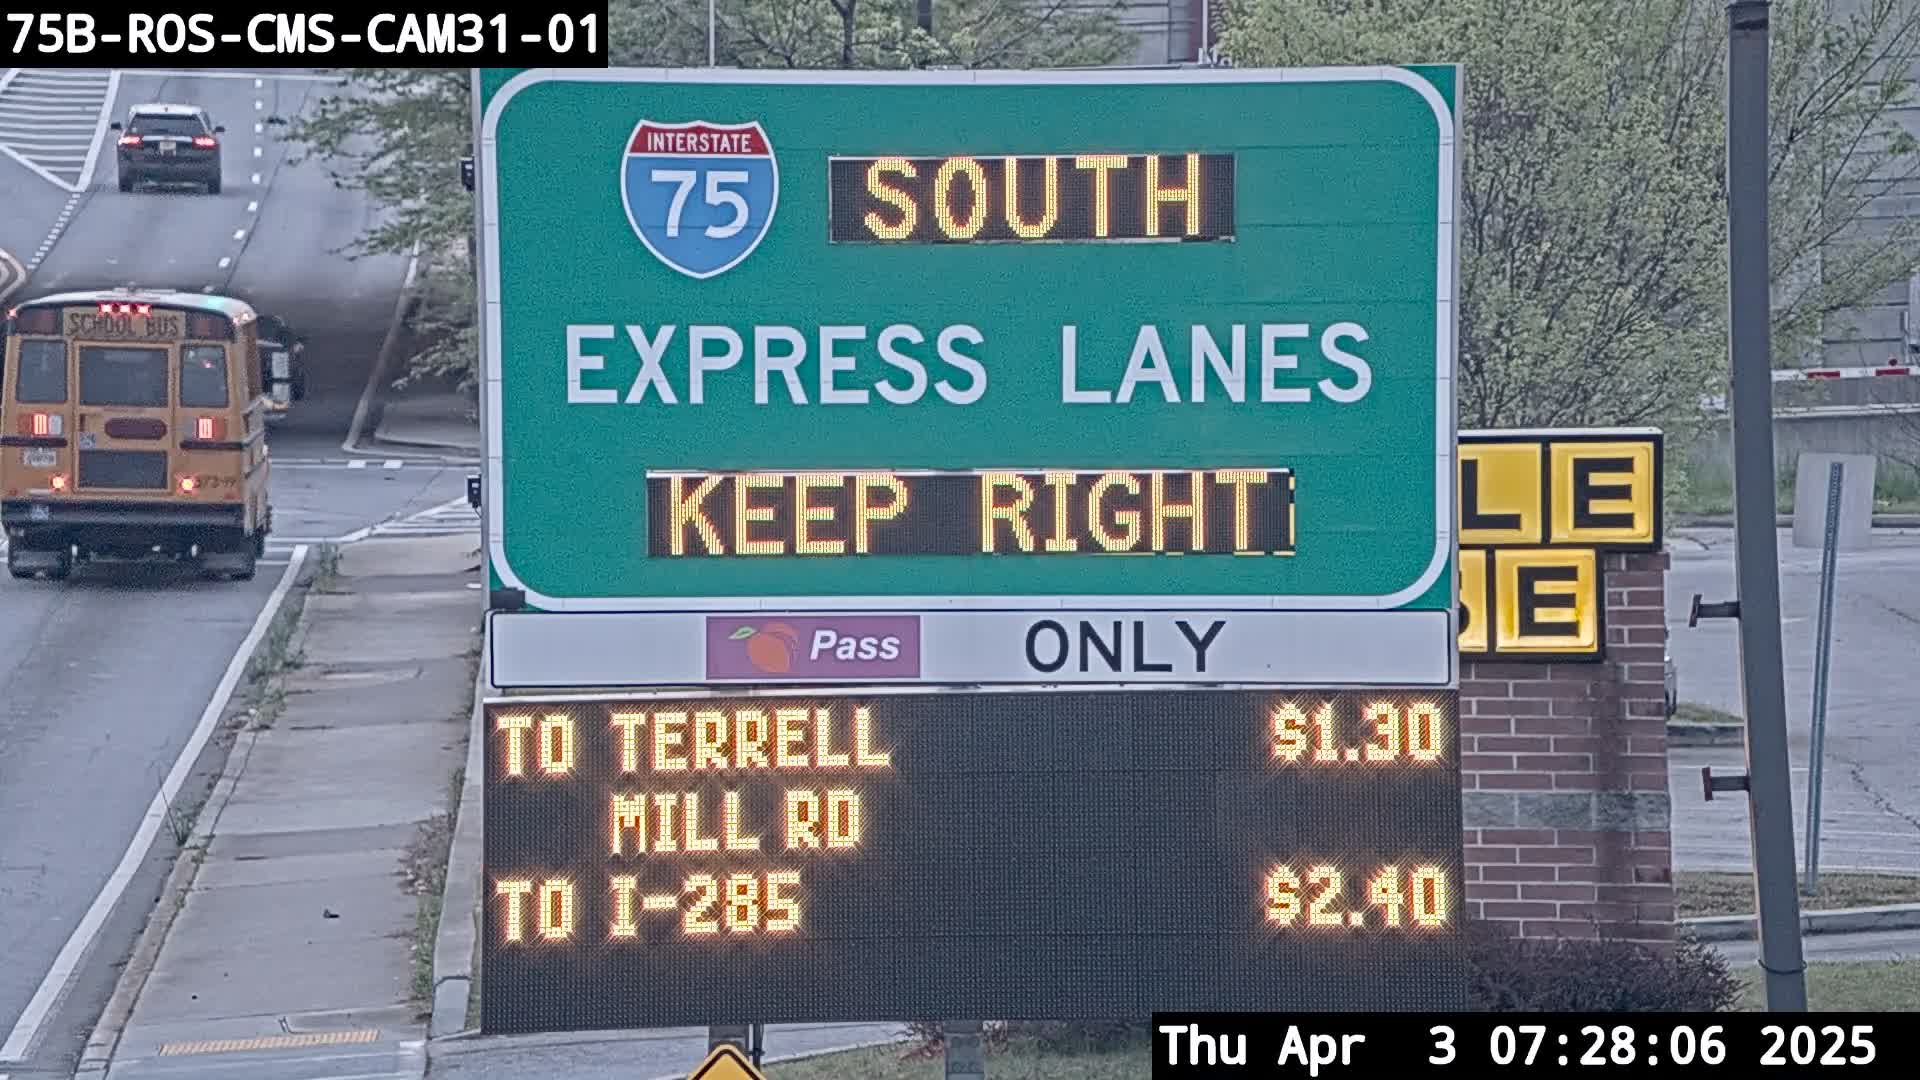 75B-ROS-CMS-CAM31-01
INTERSTATE
75
SOUTH
SCHOOL BUS
EXPRESS LANES
KEEP RIGHT
LE
E
Pass
ONLY
TO TERRELL $1.30
MILL RD
TO I-285 $2.40
Thu Apr 3 07:28:06 2025